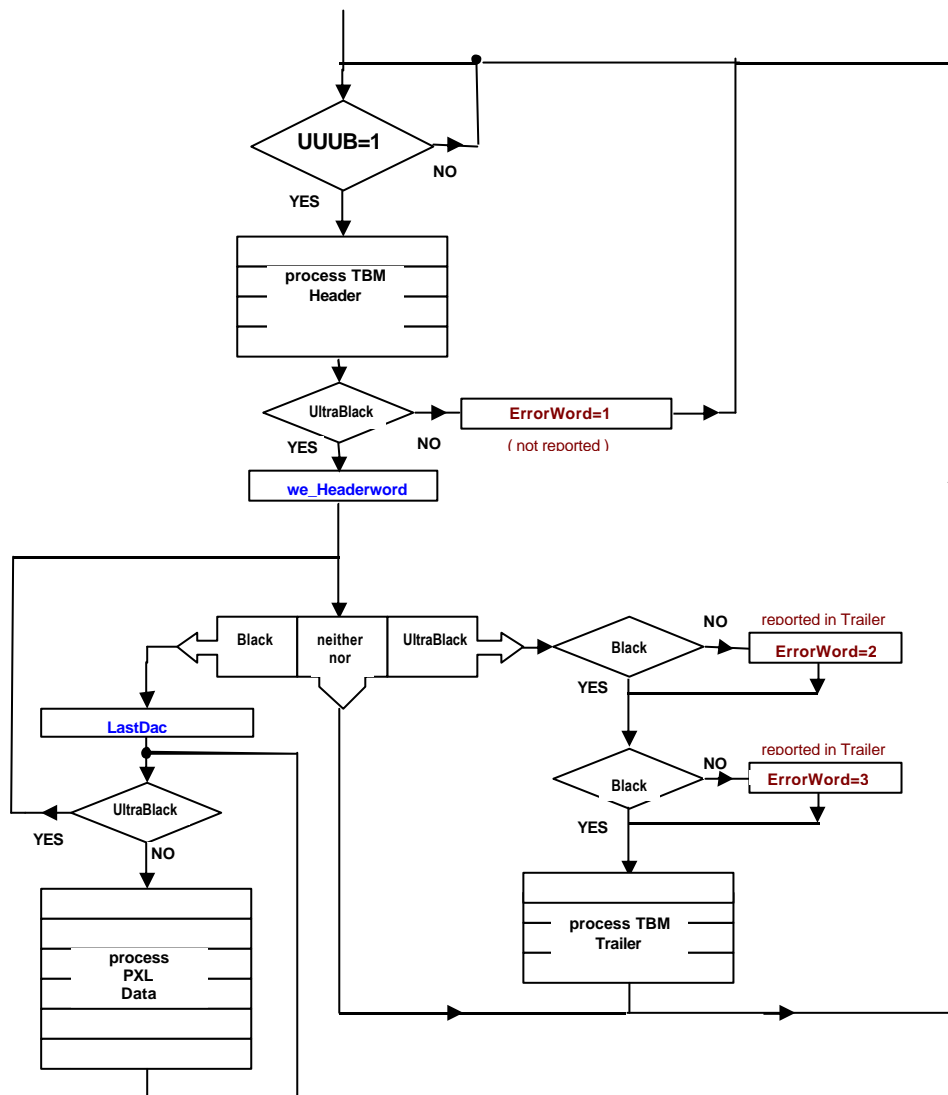 UUUB=1
NO
YES
process TBM
Header
UltraBlack
ErrorWord=1
YES
NO
( not reported )
we_Headerword
Black
neither
nor
UltraBlack
Black
NO
reported in Trailer
ErrorWord=2
YES
LastDac
Black
NO
reported in Trailer
ErrorWord=3
YES
UltraBlack
YES
NO
process TBM
Trailer
process
PXL
Data